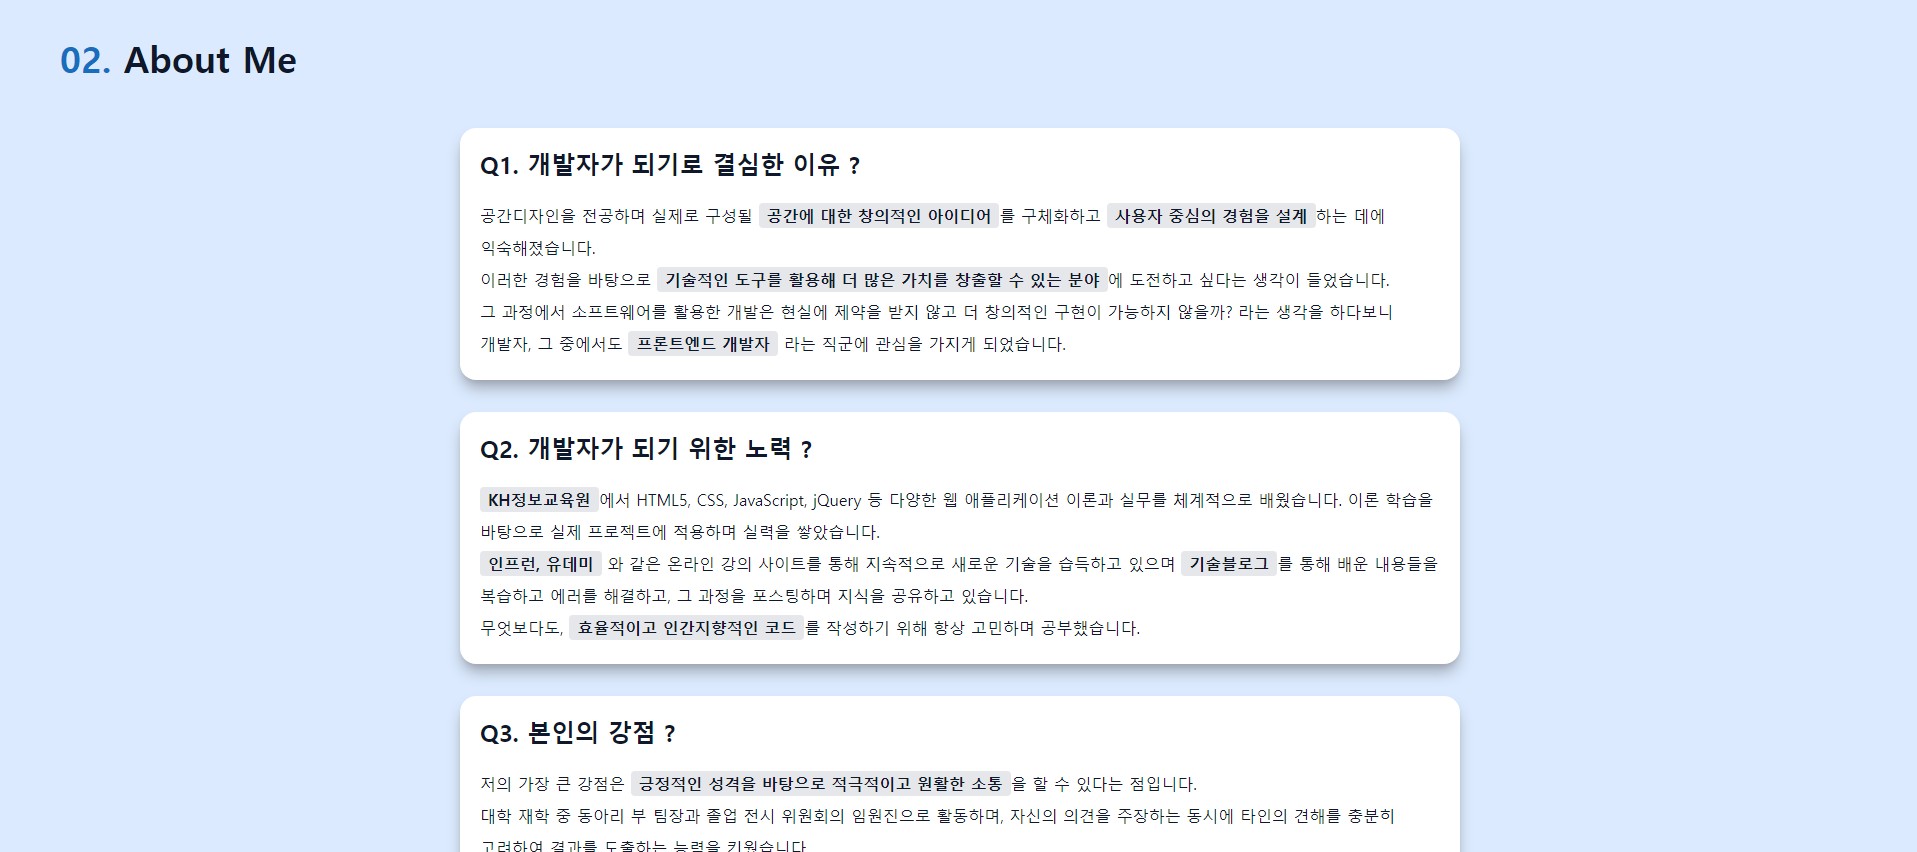 02. About Me
Q1. 개발자가 되기로 결심한 이유 ?
공간디자인을 전공하며 실제로 구성될 공간에 대한 창의적인 아이디어를 구체화하고 사용자 중심의 경험을 설계하는 데에
익숙해졌습니다.
이러한 경험을 바탕으로 기술적인 도구를 활용해 더 많은 가치를 창출할 수 있는 분야에 도전하고 싶다는 생각이 들었습니다.
그 과정에서 소프트웨어를 활용한 개발은 현실에 제약을 받지 않고 더 창의적인 구현이 가능하지 않을까? 라는 생각을 하다보니
개발자, 그 중에서도 프론트엔드 개발자 라는 직군에 관심을 가지게 되었습니다.
Q2. 개발자가 되기 위한 노력 ?
KH정보교육원에서 HTML5, CSS, JavaScript, jQuery 등 다양한 웹 애플리케이션 이론과 실무를 체계적으로 배웠습니다. 이론 학습을
바탕으로 실제 프로젝트에 적용하며 실력을 쌓았습니다.
인프런, 유데미 와 같은 온라인 강의 사이트를 통해 지속적으로 새로운 기술을 습득하고 있으며 기술블로그를 통해 배운 내용들을
복습하고 에러를 해결하고, 그 과정을 포스팅하며 지식을 공유하고 있습니다.
무엇보다도, 효율적이고 인간지향적인 코드를 작성하기 위해 항상 고민하며 공부했습니다.
Q3. 본인의 강점 ?
저의 가장 큰 강점은 긍정적인 성격을 바탕으로 적극적이고 원활한 소통을 할 수 있다는 점입니다.
대학 재학 중 동아리 부 팀장과 졸업 전시 위원회의 임원진으로 활동하며, 자신의 의견을 주장하는 동시에 타인의 견해를 충분히
고려하여 결과를 도출하는 능력을 키웠습니다.